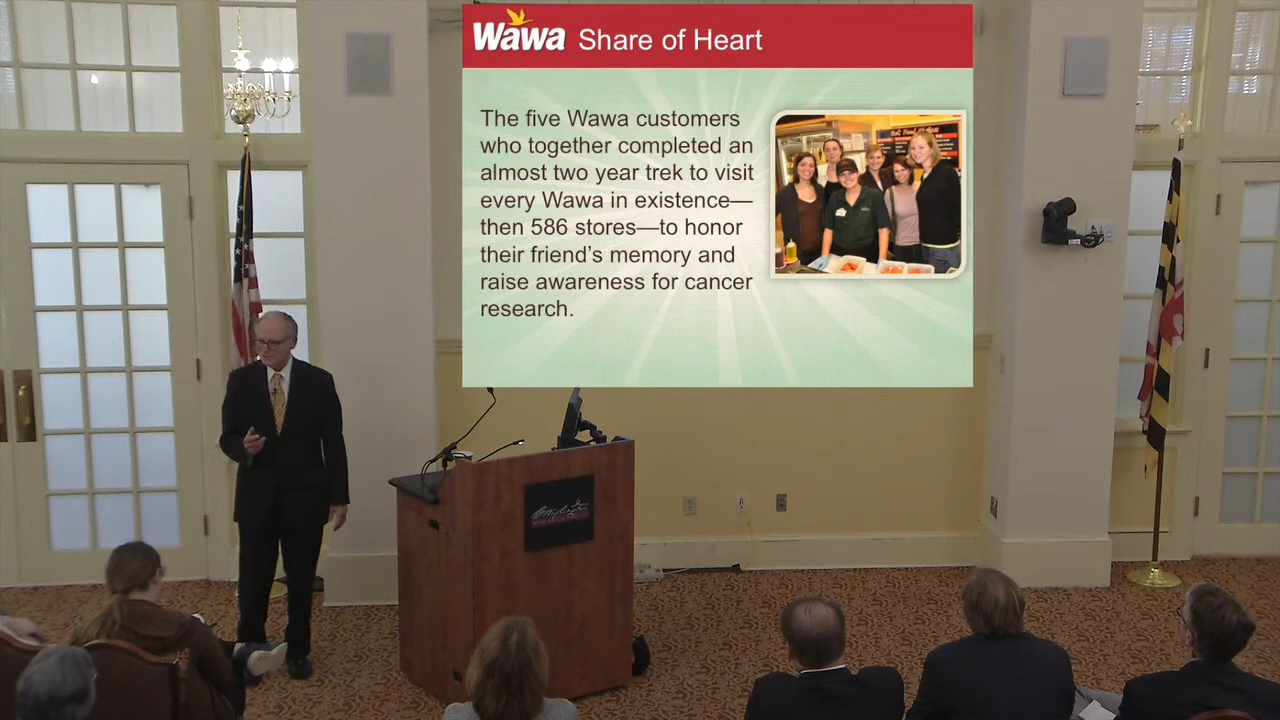 Wawa Share of Heart
The five Wawa customers
who together completed an
almost two year trek to visit
every Wawa in existence—
then 586 stores—to honor
their friend's memory and
raise awareness for cancer
research.